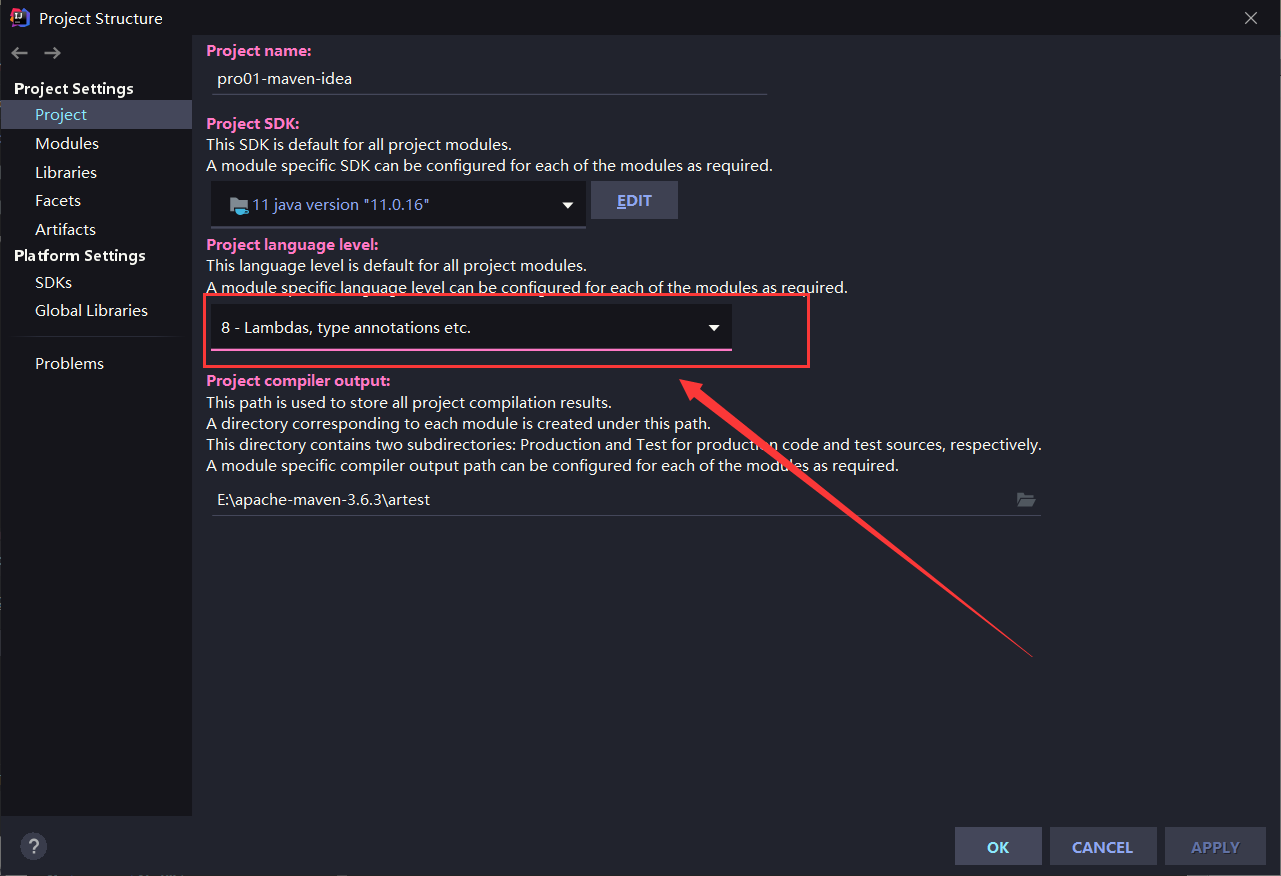 Project Structure
Project Settings
Project
Modules
Libraries
Facets
Artifacts
Platform Settings
SDKs
Global Libraries
Problems
Project name:
pro01-maven-idea
Project SDK:
This SDK is default for all project modules.
A module specific SDK can be configured for each of the modules as required.
11 java version "11.0.16"
EDIT
Project language level:
This language level is default for all project modules.
A module specific language level can be configured for each of the modules as required.
8 - Lambdas, type annotations etc.
Project compiler output:
This path is used to store all project compilation results.
A directory corresponding to each module is created under this path.
This directory contains two subdirectories: Production and Test for production code and test sources, respectively.
A module specific compiler output path can be configured for each of the modules as required.
E:\apache-maven-3.6.3\artest
?
OK
CANCEL
APPLY